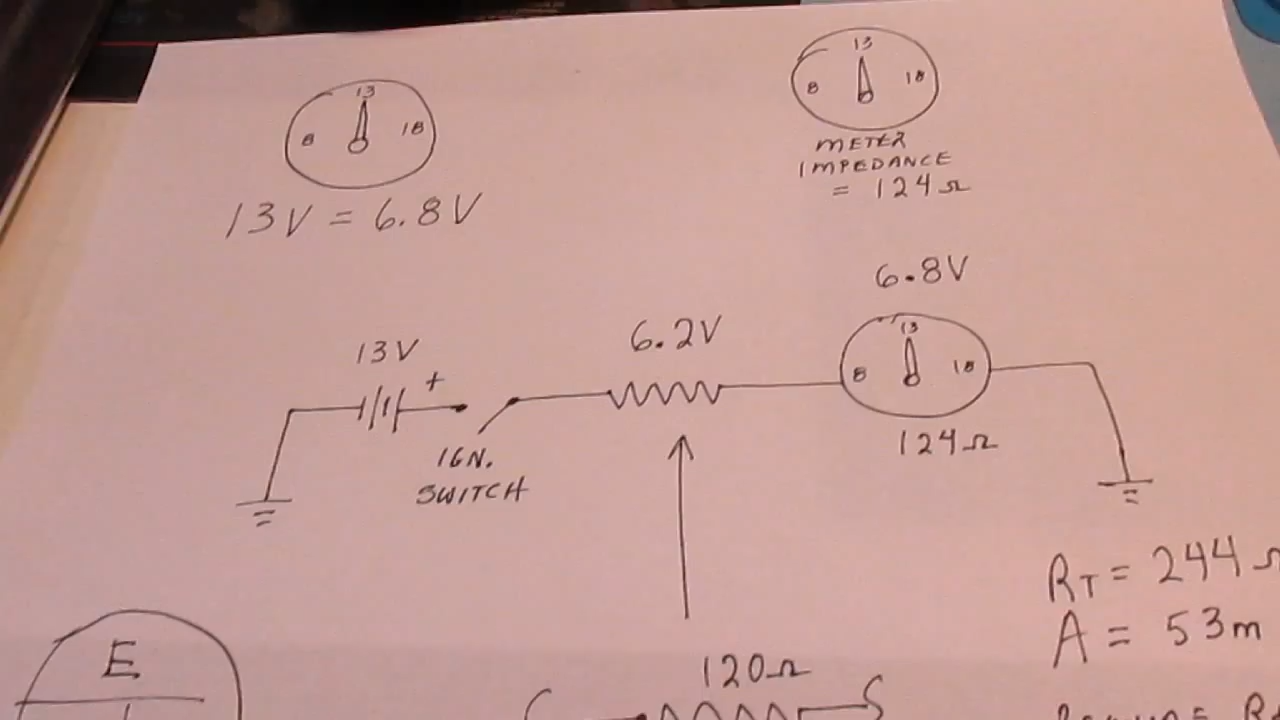 13
8
18
13V = 6.8V
13
8
18
METER
IMPEDANCE
= 124Ω
6.8V
13V
+
6.2V
13
8
18
IGN.
SWITCH
124Ω
RT = 244Ω
A = 53m
E
120Ω